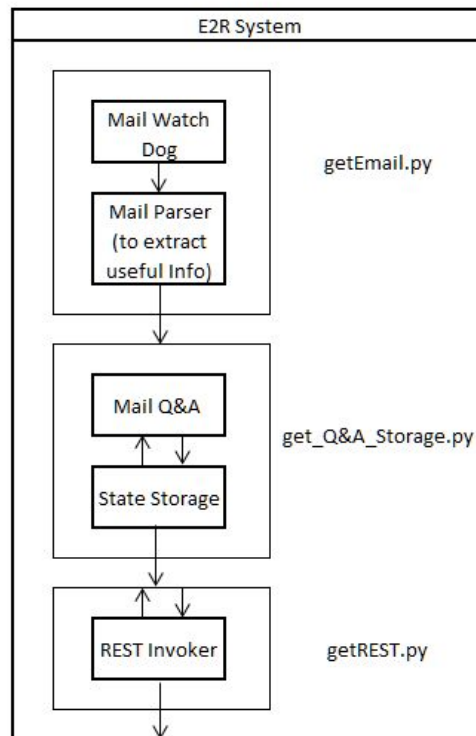 E2R System
Mail Watch
Dog
getEmail.py
Mail Parser
(to extract
useful Info)
Mail Q&A
get_Q&A_Storage.py
State Storage
REST Invoker
getREST.py